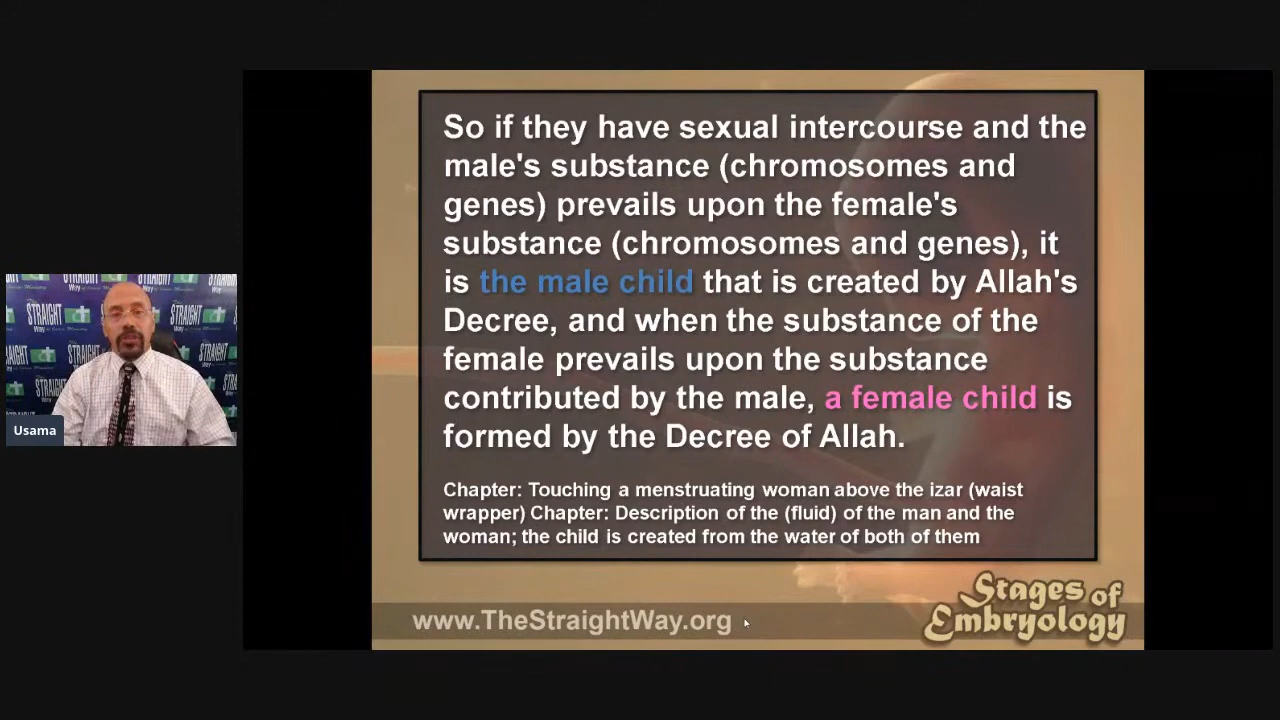 So if they have sexual intercourse and the
male's substance (chromosomes and
genes) prevails upon the female's
substance (chromosomes and genes), it
is the male child that is created by Allah's
Decree, and when the substance of the
female prevails upon the substance
contributed by the male, a female child is
formed by the Decree of Allah.
Chapter: Touching a menstruating woman above the izar (waist
wrapper) Chapter: Description of the (fluid) of the man and the
woman; the child is created from the water of both of them
www.TheStraightWay.org
Stages of
Embryology
STRAIGHT
Way
STRAIGHT
Usama